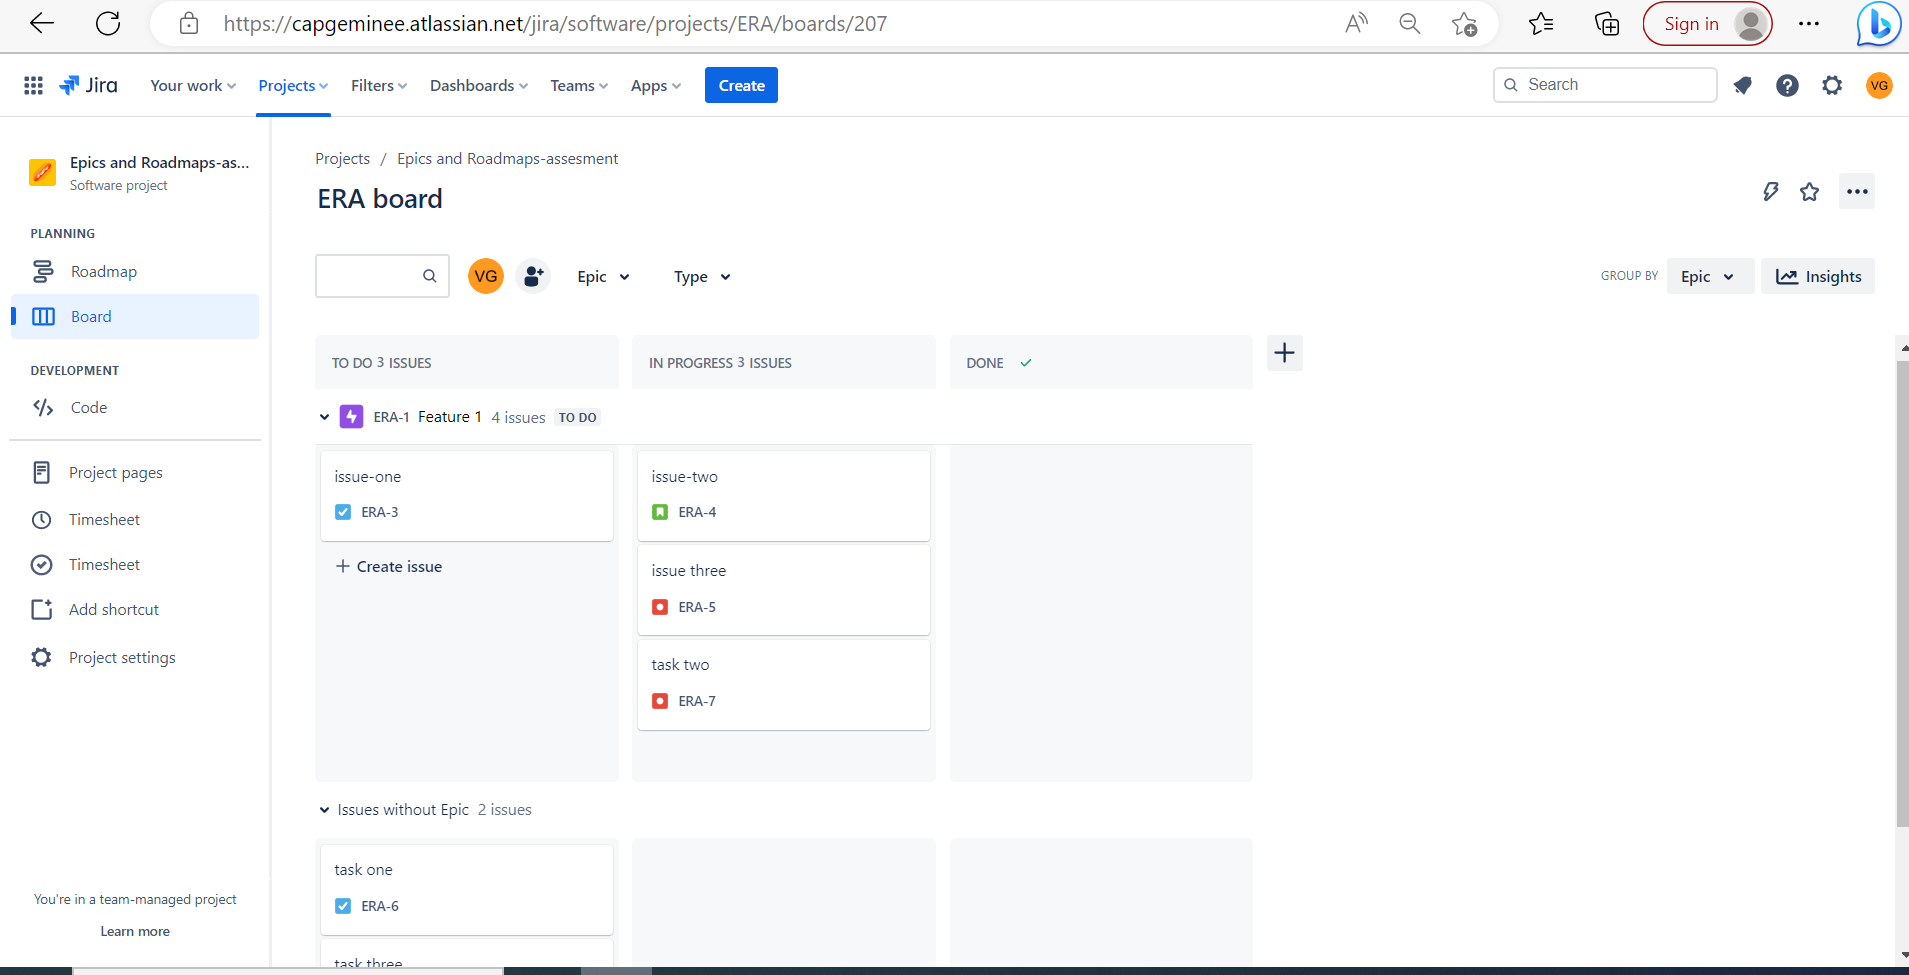 https://capgeminee.atlassian.net/jira/software/projects/ERA/boards/207
Sign in
Jira
Your work
Projects
Filters
Dashboards
Teams
Apps
Create
Search
VG
Epics and Roadmaps-as...
Software project
PLANNING
Roadmap
Board
DEVELOPMENT
Code
Project pages
Timesheet
Timesheet
Add shortcut
Project settings
You're in a team-managed project
Learn more
Projects / Epics and Roadmaps-assesment
ERA board
VG
Epic
Type
GROUP BY
Epic
Insights
TO DO 3 ISSUES
IN PROGRESS 3 ISSUES
DONE
ERA-1 Feature 1 4 issues TO DO
issue-one
ERA-3
+ Create issue
issue-two
ERA-4
issue three
ERA-5
task two
ERA-7
Issues without Epic 2 issues
task one
ERA-6
task three